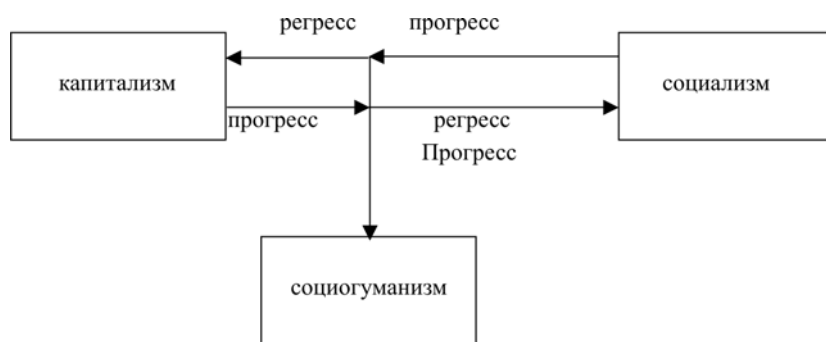 регресс прогресс
капитализм социализм
прогресс регресс
Прогресс
социогуманизм